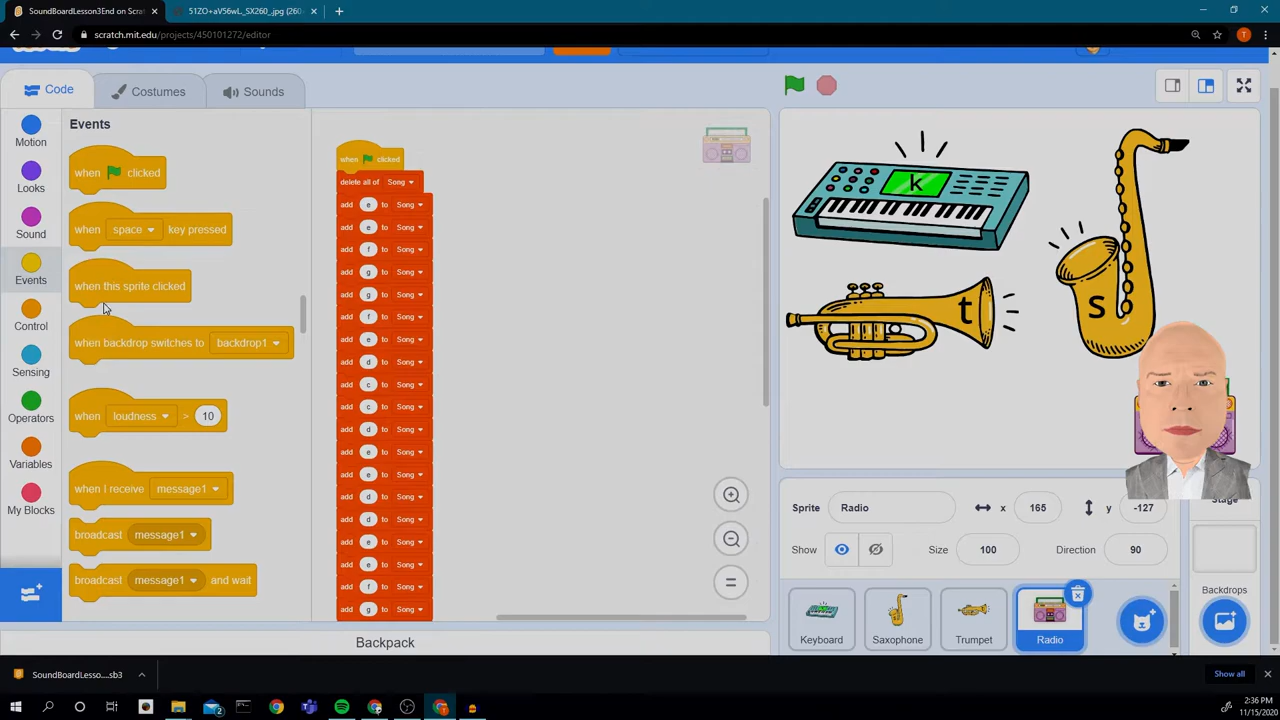 SoundBoardLesson3End on Scrat
51ZO+aV56wL._SX260_.jpg (260
scratch.mit.edu/projects/450101272/editor
T
Code
Costumes
Sounds
Motion
Looks
Sound
Events
Control
Sensing
Operators
Variables
My Blocks
Events
when clicked
when space key pressed
when this sprite clicked
when backdrop switches to backdrop1
when loudness > 10
when I receive message1
broadcast message1
broadcast message1 and wait
when clicked
delete all of Song
add e to Song
add e to Song
add f to Song
add g to Song
add g to Song
add f to Song
add e to Song
add d to Song
add c to Song
add c to Song
add d to Song
add e to Song
add e to Song
add d to Song
add d to Song
add e to Song
add e to Song
add f to Song
add g to Song
k
t
s
Sprite Radio x 165 y -127
Show Size 100 Direction 90
Keyboard
Saxophone
Trumpet
Radio
Stage
Backdrops
Backpack
SoundBoardLesso....sb3
Show all
2:36 PM
11/15/2020